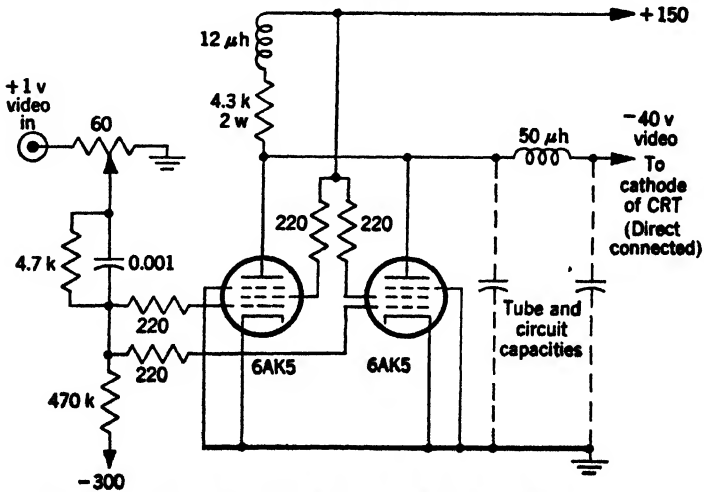 +150
12 μh
+1 v
video
in
60
4.3 k
2 w
50 μh
−40 v
video
To
cathode
of CRT
(Direct
connected)
220
220
4.7 k
0.001
220
220
6AK5
6AK5
Tube and
circuit
capacities
470 k
−300